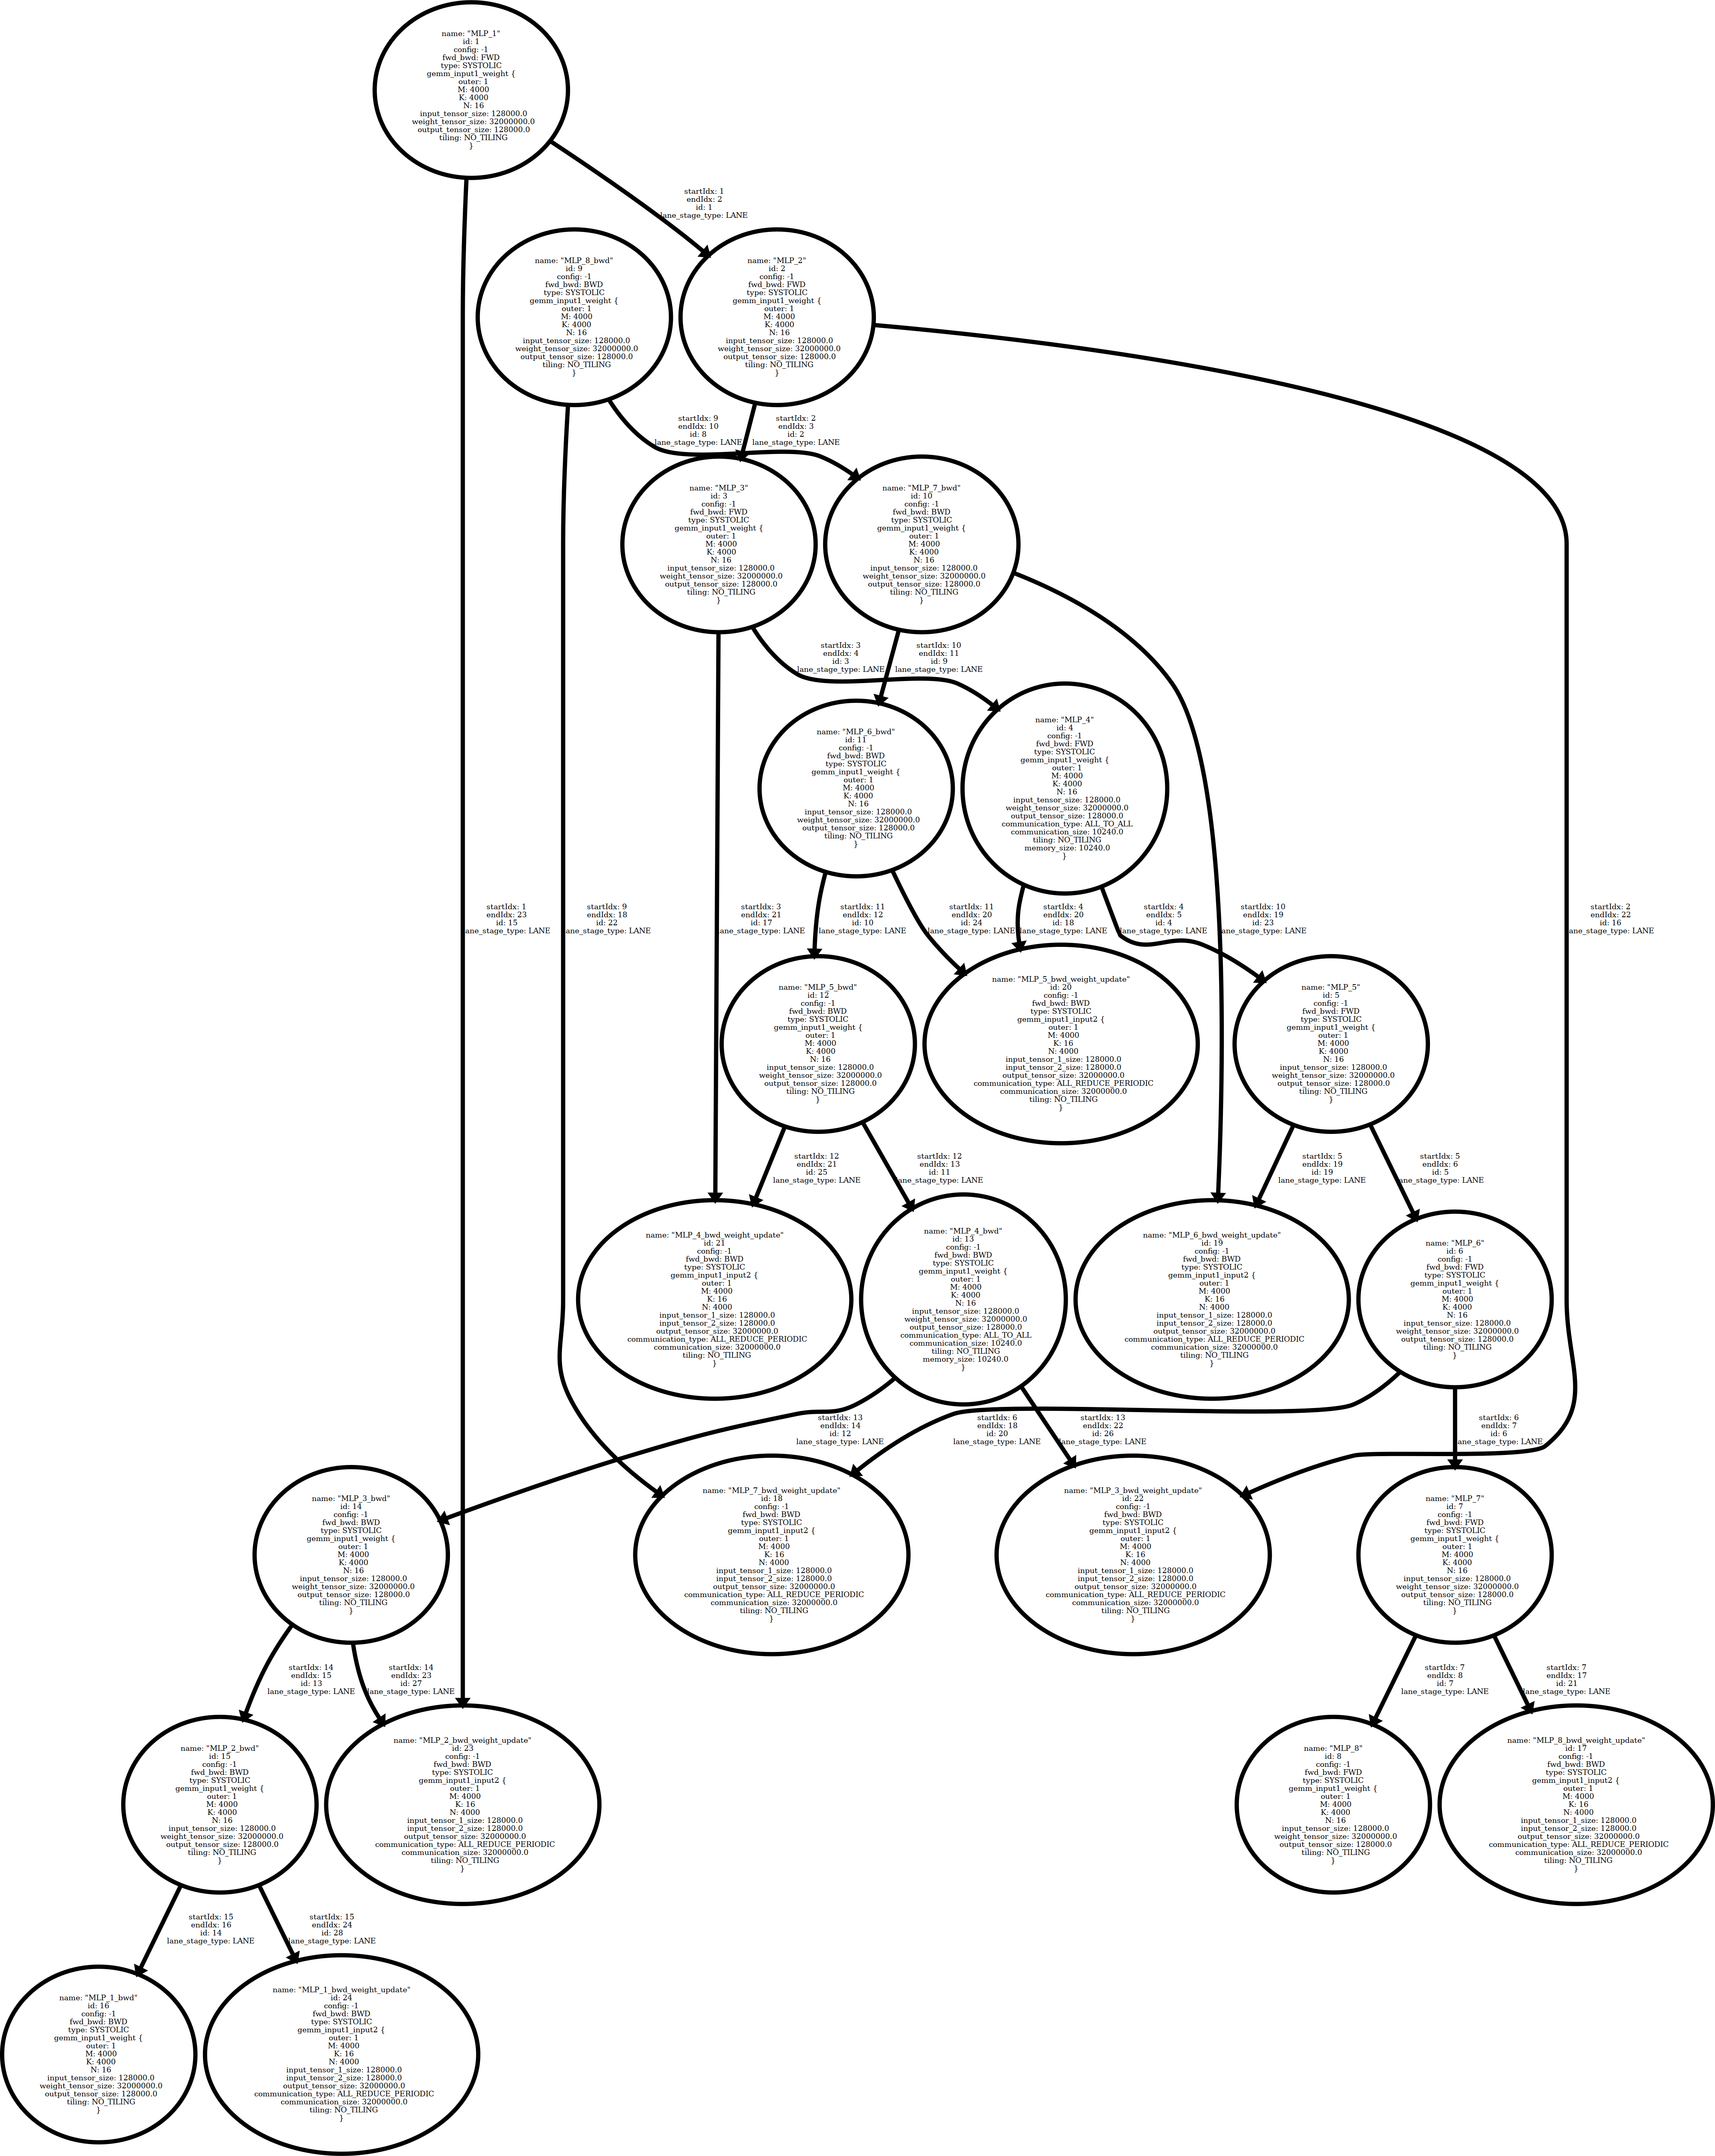 name: "MLP_1"
id: 1
config: -1
fwd_bwd: FWD
type: SYSTOLIC
gemm_input1_weight {
outer: 1
M: 4000
K: 4000
N: 16
input_tensor_size: 128000.0
weight_tensor_size: 32000000.0
output_tensor_size: 128000.0
tiling: NO_TILING
}
startIdx: 1
endIdx: 2
id: 1
lane_stage_type: LANE
name: "MLP_8_bwd"
id: 9
config: -1
fwd_bwd: BWD
type: SYSTOLIC
gemm_input1_weight {
outer: 1
M: 4000
K: 4000
N: 16
input_tensor_size: 128000.0
weight_tensor_size: 32000000.0
output_tensor_size: 128000.0
tiling: NO_TILING
}
name: "MLP_2"
id: 2
config: -1
fwd_bwd: FWD
type: SYSTOLIC
gemm_input1_weight {
outer: 1
M: 4000
K: 4000
N: 16
input_tensor_size: 128000.0
weight_tensor_size: 32000000.0
output_tensor_size: 128000.0
tiling: NO_TILING
}
startIdx: 9
endIdx: 10
id: 8
lane_stage_type: LANE
startIdx: 2
endIdx: 3
id: 2
lane_stage_type: LANE
name: "MLP_3"
id: 3
config: -1
fwd_bwd: FWD
type: SYSTOLIC
gemm_input1_weight {
outer: 1
M: 4000
K: 4000
N: 16
input_tensor_size: 128000.0
weight_tensor_size: 32000000.0
output_tensor_size: 128000.0
tiling: NO_TILING
}
name: "MLP_7_bwd"
id: 10
config: -1
fwd_bwd: BWD
type: SYSTOLIC
gemm_input1_weight {
outer: 1
M: 4000
K: 4000
N: 16
input_tensor_size: 128000.0
weight_tensor_size: 32000000.0
output_tensor_size: 128000.0
tiling: NO_TILING
}
startIdx: 3
endIdx: 4
id: 3
lane_stage_type: LANE
startIdx: 10
endIdx: 11
id: 9
lane_stage_type: LANE
name: "MLP_6_bwd"
id: 11
config: -1
fwd_bwd: BWD
type: SYSTOLIC
gemm_input1_weight {
outer: 1
M: 4000
K: 4000
N: 16
input_tensor_size: 128000.0
weight_tensor_size: 32000000.0
output_tensor_size: 128000.0
tiling: NO_TILING
}
name: "MLP_4"
id: 4
config: -1
fwd_bwd: FWD
type: SYSTOLIC
gemm_input1_weight {
outer: 1
M: 4000
K: 4000
N: 16
input_tensor_size: 128000.0
weight_tensor_size: 32000000.0
output_tensor_size: 128000.0
communication_type: ALL_TO_ALL
communication_size: 10240.0
tiling: NO_TILING
memory_size: 10240.0
}
startIdx: 1
endIdx: 23
id: 15
lane_stage_type: LANE
startIdx: 9
endIdx: 18
id: 22
lane_stage_type: LANE
startIdx: 3
endIdx: 21
id: 17
lane_stage_type: LANE
startIdx: 11
endIdx: 12
id: 10
lane_stage_type: LANE
startIdx: 11
endIdx: 20
id: 24
lane_stage_type: LANE
startIdx: 4
endIdx: 20
id: 18
lane_stage_type: LANE
startIdx: 4
endIdx: 5
id: 4
lane_stage_type: LANE
startIdx: 10
endIdx: 19
id: 23
lane_stage_type: LANE
startIdx: 2
endIdx: 22
id: 16
lane_stage_type: LANE
name: "MLP_5_bwd"
id: 12
config: -1
fwd_bwd: BWD
type: SYSTOLIC
gemm_input1_weight {
outer: 1
M: 4000
K: 4000
N: 16
input_tensor_size: 128000.0
weight_tensor_size: 32000000.0
output_tensor_size: 128000.0
tiling: NO_TILING
}
name: "MLP_5_bwd_weight_update"
id: 20
config: -1
fwd_bwd: BWD
type: SYSTOLIC
gemm_input1_input2 {
outer: 1
M: 4000
K: 16
N: 4000
input_tensor_1_size: 128000.0
input_tensor_2_size: 128000.0
output_tensor_size: 32000000.0
communication_type: ALL_REDUCE_PERIODIC
communication_size: 32000000.0
tiling: NO_TILING
}
name: "MLP_5"
id: 5
config: -1
fwd_bwd: FWD
type: SYSTOLIC
gemm_input1_weight {
outer: 1
M: 4000
K: 4000
N: 16
input_tensor_size: 128000.0
weight_tensor_size: 32000000.0
output_tensor_size: 128000.0
tiling: NO_TILING
}
startIdx: 12
endIdx: 21
id: 25
lane_stage_type: LANE
startIdx: 12
endIdx: 13
id: 11
lane_stage_type: LANE
startIdx: 5
endIdx: 19
id: 19
lane_stage_type: LANE
startIdx: 5
endIdx: 6
id: 5
lane_stage_type: LANE
name: "MLP_4_bwd_weight_update"
id: 21
config: -1
fwd_bwd: BWD
type: SYSTOLIC
gemm_input1_input2 {
outer: 1
M: 4000
K: 16
N: 4000
input_tensor_1_size: 128000.0
input_tensor_2_size: 128000.0
output_tensor_size: 32000000.0
communication_type: ALL_REDUCE_PERIODIC
communication_size: 32000000.0
tiling: NO_TILING
}
name: "MLP_4_bwd"
id: 13
config: -1
fwd_bwd: BWD
type: SYSTOLIC
gemm_input1_weight {
outer: 1
M: 4000
K: 4000
N: 16
input_tensor_size: 128000.0
weight_tensor_size: 32000000.0
output_tensor_size: 128000.0
communication_type: ALL_TO_ALL
communication_size: 10240.0
tiling: NO_TILING
memory_size: 10240.0
}
name: "MLP_6_bwd_weight_update"
id: 19
config: -1
fwd_bwd: BWD
type: SYSTOLIC
gemm_input1_input2 {
outer: 1
M: 4000
K: 16
N: 4000
input_tensor_1_size: 128000.0
input_tensor_2_size: 128000.0
output_tensor_size: 32000000.0
communication_type: ALL_REDUCE_PERIODIC
communication_size: 32000000.0
tiling: NO_TILING
}
name: "MLP_6"
id: 6
config: -1
fwd_bwd: FWD
type: SYSTOLIC
gemm_input1_weight {
outer: 1
M: 4000
K: 4000
N: 16
input_tensor_size: 128000.0
weight_tensor_size: 32000000.0
output_tensor_size: 128000.0
tiling: NO_TILING
}
startIdx: 13
endIdx: 14
id: 12
lane_stage_type: LANE
startIdx: 6
endIdx: 18
id: 20
lane_stage_type: LANE
startIdx: 13
endIdx: 22
id: 26
lane_stage_type: LANE
startIdx: 6
endIdx: 7
id: 6
lane_stage_type: LANE
name: "MLP_3_bwd"
id: 14
config: -1
fwd_bwd: BWD
type: SYSTOLIC
gemm_input1_weight {
outer: 1
M: 4000
K: 4000
N: 16
input_tensor_size: 128000.0
weight_tensor_size: 32000000.0
output_tensor_size: 128000.0
tiling: NO_TILING
}
name: "MLP_7_bwd_weight_update"
id: 18
config: -1
fwd_bwd: BWD
type: SYSTOLIC
gemm_input1_input2 {
outer: 1
M: 4000
K: 16
N: 4000
input_tensor_1_size: 128000.0
input_tensor_2_size: 128000.0
output_tensor_size: 32000000.0
communication_type: ALL_REDUCE_PERIODIC
communication_size: 32000000.0
tiling: NO_TILING
}
name: "MLP_3_bwd_weight_update"
id: 22
config: -1
fwd_bwd: BWD
type: SYSTOLIC
gemm_input1_input2 {
outer: 1
M: 4000
K: 16
N: 4000
input_tensor_1_size: 128000.0
input_tensor_2_size: 128000.0
output_tensor_size: 32000000.0
communication_type: ALL_REDUCE_PERIODIC
communication_size: 32000000.0
tiling: NO_TILING
}
name: "MLP_7"
id: 7
config: -1
fwd_bwd: FWD
type: SYSTOLIC
gemm_input1_weight {
outer: 1
M: 4000
K: 4000
N: 16
input_tensor_size: 128000.0
weight_tensor_size: 32000000.0
output_tensor_size: 128000.0
tiling: NO_TILING
}
startIdx: 14
endIdx: 15
id: 13
lane_stage_type: LANE
startIdx: 14
endIdx: 23
id: 27
lane_stage_type: LANE
startIdx: 7
endIdx: 8
id: 7
lane_stage_type: LANE
startIdx: 7
endIdx: 17
id: 21
lane_stage_type: LANE
name: "MLP_2_bwd"
id: 15
config: -1
fwd_bwd: BWD
type: SYSTOLIC
gemm_input1_weight {
outer: 1
M: 4000
K: 4000
N: 16
input_tensor_size: 128000.0
weight_tensor_size: 32000000.0
output_tensor_size: 128000.0
tiling: NO_TILING
}
name: "MLP_2_bwd_weight_update"
id: 23
config: -1
fwd_bwd: BWD
type: SYSTOLIC
gemm_input1_input2 {
outer: 1
M: 4000
K: 16
N: 4000
input_tensor_1_size: 128000.0
input_tensor_2_size: 128000.0
output_tensor_size: 32000000.0
communication_type: ALL_REDUCE_PERIODIC
communication_size: 32000000.0
tiling: NO_TILING
}
name: "MLP_8"
id: 8
config: -1
fwd_bwd: FWD
type: SYSTOLIC
gemm_input1_weight {
outer: 1
M: 4000
K: 4000
N: 16
input_tensor_size: 128000.0
weight_tensor_size: 32000000.0
output_tensor_size: 128000.0
tiling: NO_TILING
}
name: "MLP_8_bwd_weight_update"
id: 17
config: -1
fwd_bwd: BWD
type: SYSTOLIC
gemm_input1_input2 {
outer: 1
M: 4000
K: 16
N: 4000
input_tensor_1_size: 128000.0
input_tensor_2_size: 128000.0
output_tensor_size: 32000000.0
communication_type: ALL_REDUCE_PERIODIC
communication_size: 32000000.0
tiling: NO_TILING
}
startIdx: 15
endIdx: 16
id: 14
lane_stage_type: LANE
startIdx: 15
endIdx: 24
id: 28
lane_stage_type: LANE
name: "MLP_1_bwd"
id: 16
config: -1
fwd_bwd: BWD
type: SYSTOLIC
gemm_input1_weight {
outer: 1
M: 4000
K: 4000
N: 16
input_tensor_size: 128000.0
weight_tensor_size: 32000000.0
output_tensor_size: 128000.0
tiling: NO_TILING
}
name: "MLP_1_bwd_weight_update"
id: 24
config: -1
fwd_bwd: BWD
type: SYSTOLIC
gemm_input1_input2 {
outer: 1
M: 4000
K: 16
N: 4000
input_tensor_1_size: 128000.0
input_tensor_2_size: 128000.0
output_tensor_size: 32000000.0
communication_type: ALL_REDUCE_PERIODIC
communication_size: 32000000.0
tiling: NO_TILING
}